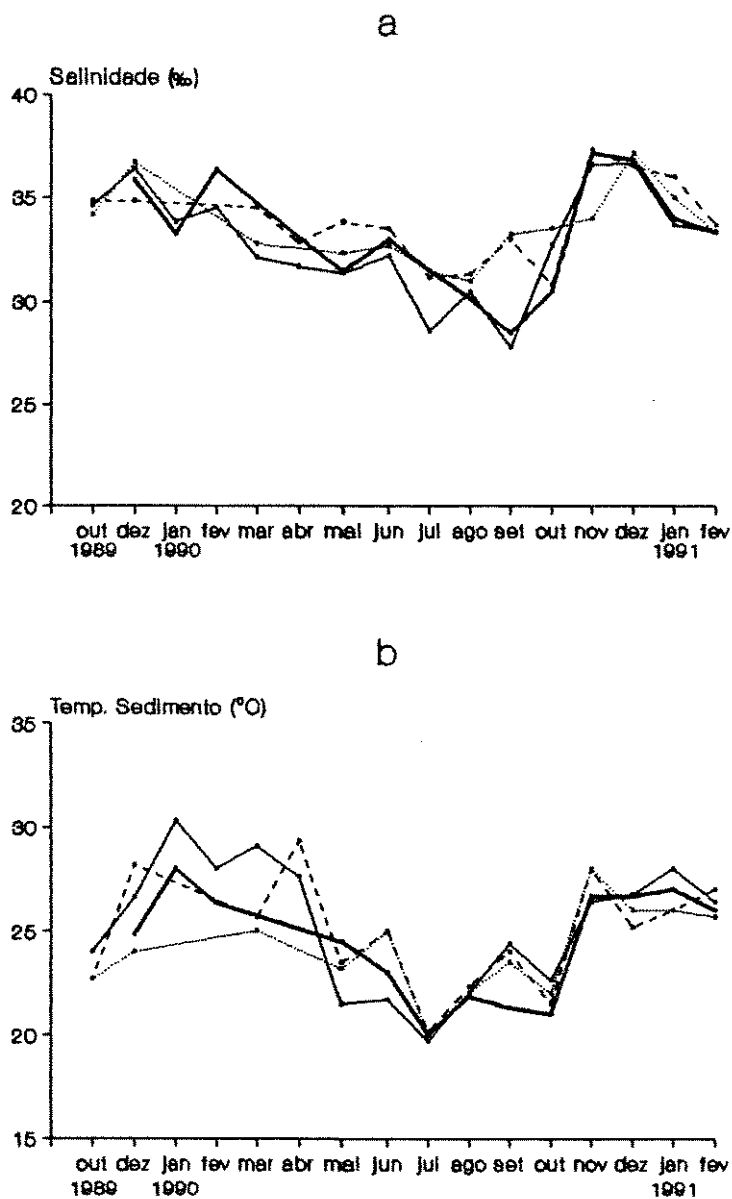 a
Salinidade (‰)
40
35
30
25
20
out dez jan fev mar abr mai jun jul ago set out nov dez jan fev
1989 1990 1991
b
Temp. Sedimento (°C)
35
30
25
20
15
out dez jan fev mar abr mai jun jul ago set out nov dez jan fev
1989 1990 1991